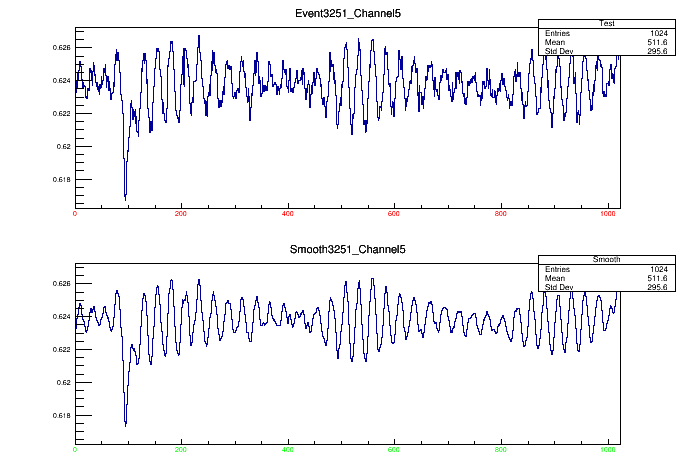 Event3251_Channel5
Test
Entries 1024
Mean 511.6
Std Dev 295.6
0.626
0.624
0.622
0.62
0.618
0 200 400 600 800 1000
Smooth3251_Channel5
Smooth
Entries 1024
Mean 511.6
Std Dev 295.6
0.626
0.624
0.622
0.62
0.618
0 200 400 600 800 1000